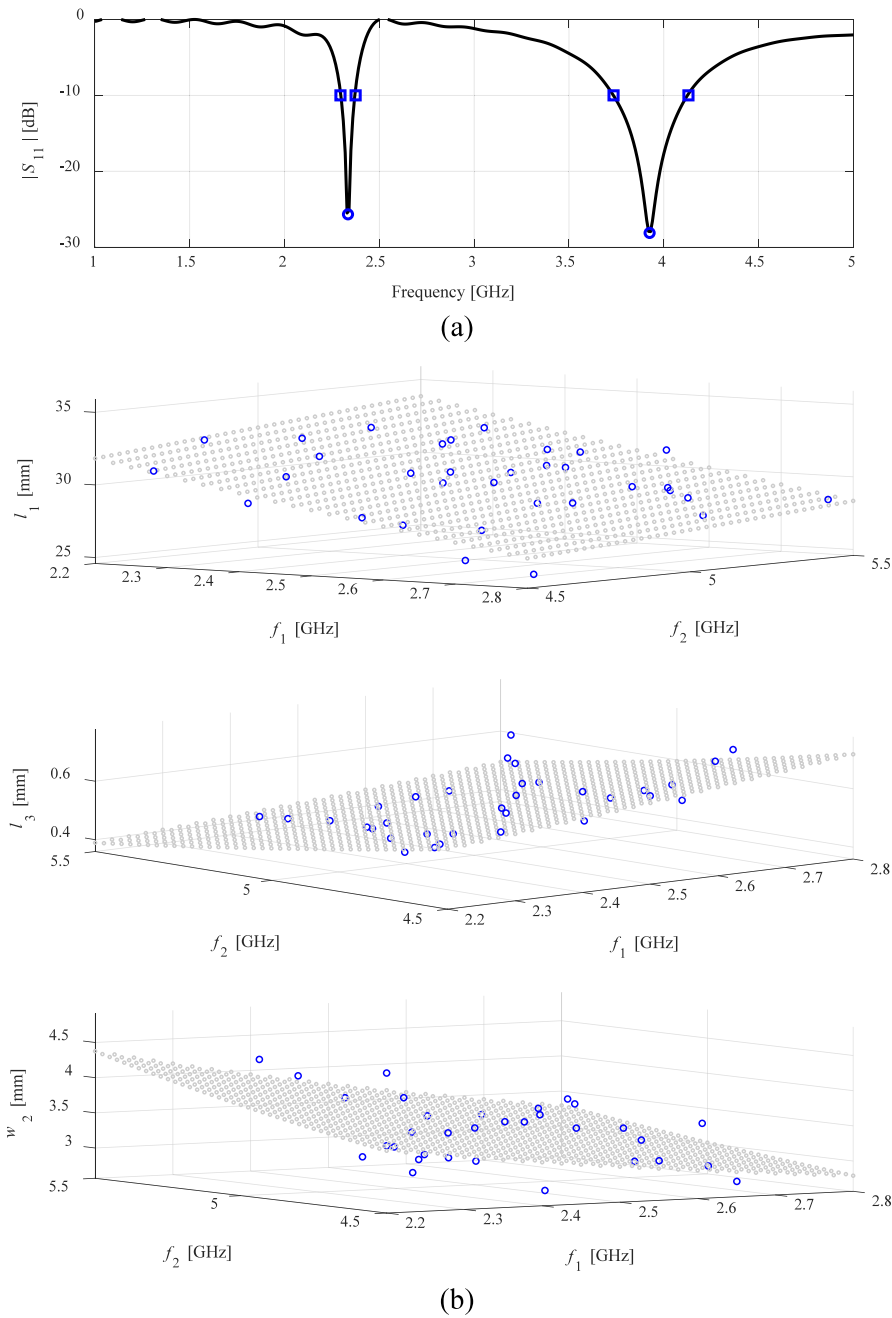 0
-10
-20
-30
|S11| [dB]
1 1.5 2 2.5 3 3.5 4 4.5 5
Frequency [GHz]
(a)
35
30
25
l1 [mm]
2.2 2.3 2.4 2.5 2.6 2.7 2.8
4.5 5 5.5
f1 [GHz]
f2 [GHz]
0.6
0.4
l3 [mm]
5.5 5 4.5
2.2 2.3 2.4 2.5 2.6 2.7 2.8
f2 [GHz]
f1 [GHz]
4.5
4
3.5
3
w2 [mm]
5.5 5 4.5
2.2 2.3 2.4 2.5 2.6 2.7 2.8
f2 [GHz]
f1 [GHz]
(b)